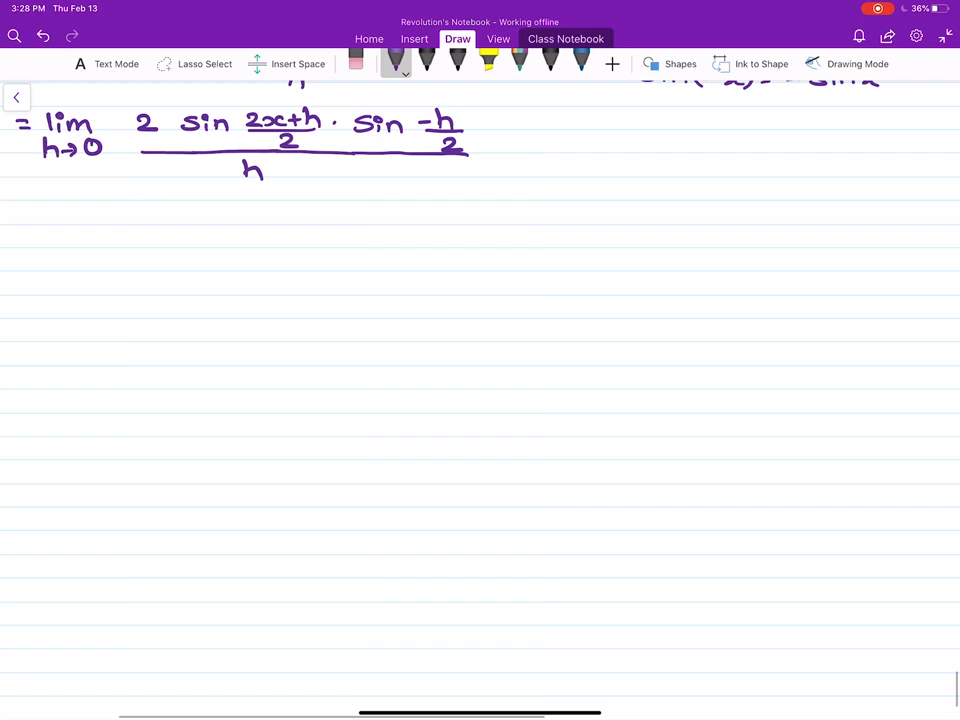 3:28 PM Thu Feb 13
36%
Revolution's Notebook - Working offline
Home Insert Draw View Class Notebook
A Text Mode Lasso Select Insert Space Shapes Ink to Shape Drawing Mode
= lim 2 sin 2x+h/2 · sin -h/2
h→0 h